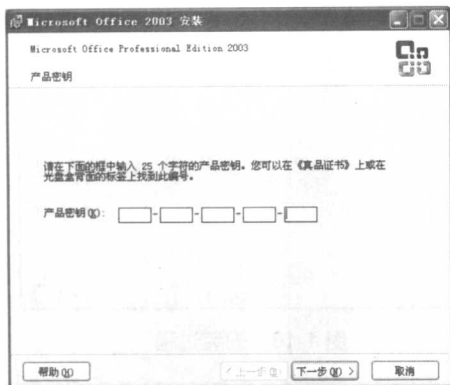 Microsoft Office 2003 安装
Microsoft Office Professional Edition 2003
产品密钥
请在下面的框中输入 25 个字符的产品密钥。您可以在《真品证书》上或在
光盘盒背面的标签上找到此编号。
产品密钥(K): - - - -
帮助(H) <上一步(B) 下一步(N) > 取消